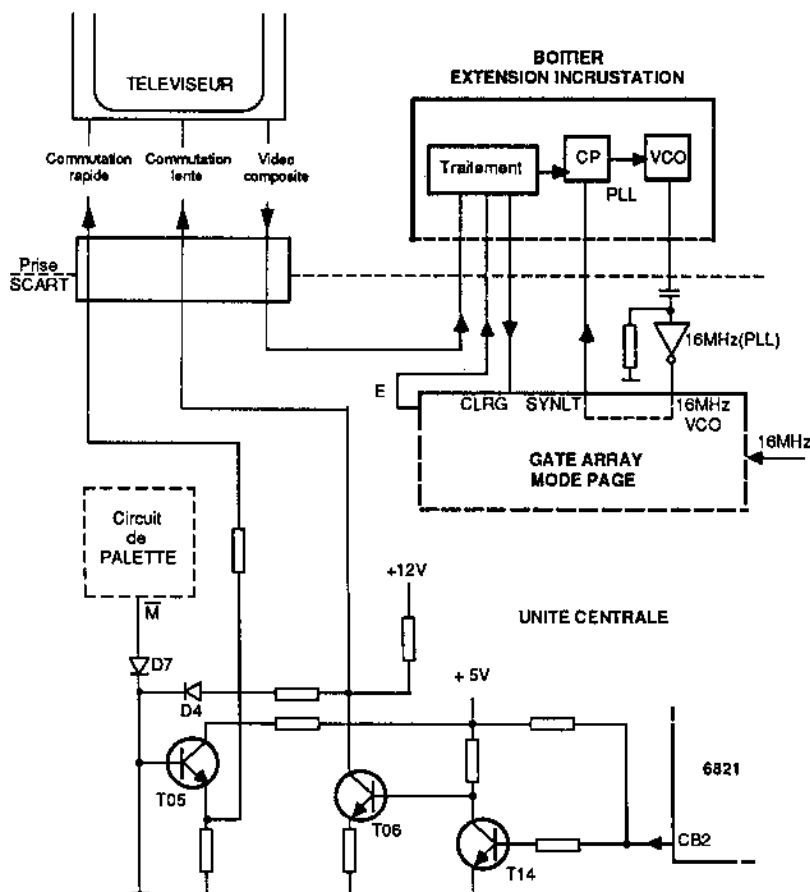 TÉLÉVISEUR
Commutation
rapide
Commutation
lente
Video
composite
Prise
SCART
BOITIER
EXTENSION INCRUSTATION
Traitement
CP
VCO
PLL
16MHz(PLL)
E
CLRG
SYNLT
16MHz
VCO
16MHz
GATE ARRAY
MODE PAGE
Circuit
de
PALETTE
M
+12V
UNITE CENTRALE
D7
D4
+ 5V
6821
T05
T06
T14
CB2